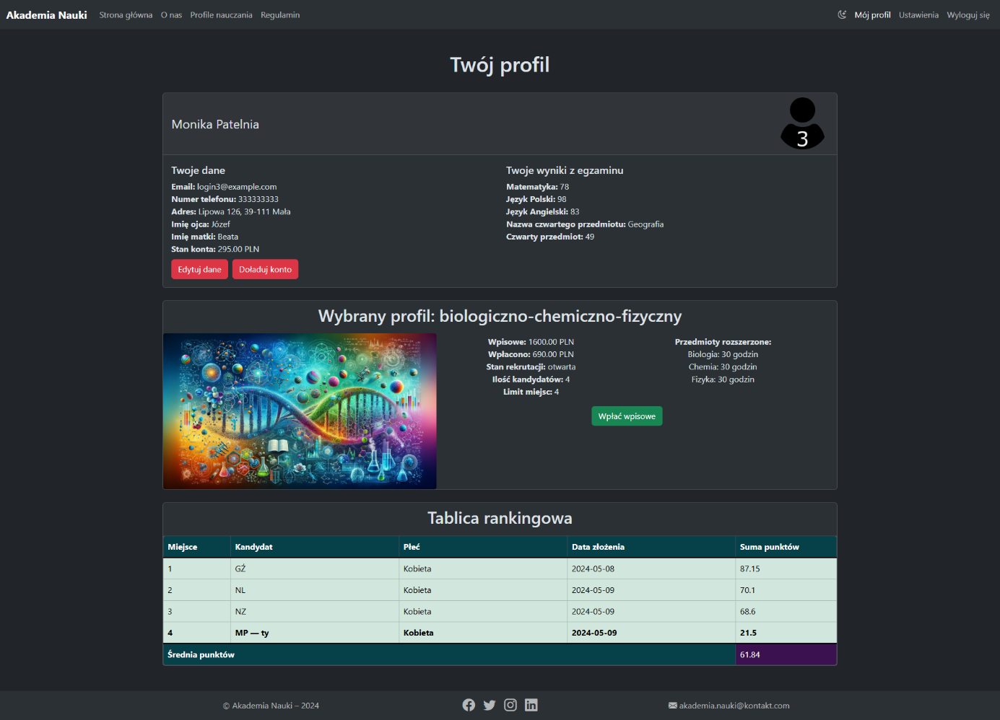 Akademia Nauki Strona główna O nas Profile nauczania Regulamin Mój profil Ustawienia Wyloguj się
Twój profil
Monika Patelnia
3
Twoje dane
Email: login3@example.com
Numer telefonu: 333333333
Adres: Lipowa 126, 39-111 Mała
Imię ojca: Józef
Imię matki: Beata
Stan konta: 295.00 PLN
Edytuj dane Doładuj konto
Twoje wyniki z egzaminu
Matematyka: 78
Język Polski: 98
Język Angielski: 83
Nazwa czwartego przedmiotu: Geografia
Czwarty przedmiot: 49
Wybrany profil: biologiczno-chemiczno-fizyczny
Wpisowe: 1600.00 PLN
Wpłacono: 690.00 PLN
Stan rekrutacji: otwarta
Ilość kandydatów: 4
Limit miejsc: 4
Przedmioty rozszerzone:
Biologia: 30 godzin
Chemia: 30 godzin
Fizyka: 30 godzin
Wpłać wpisowe
Tablica rankingowa
Miejsce Kandydat Płeć Data złożenia Suma punktów
1 GŹ Kobieta 2024-05-08 87.15
2 NL Kobieta 2024-05-09 70.1
3 NZ Kobieta 2024-05-09 68.6
4 MP — ty Kobieta 2024-05-09 21.5
Średnia punktów 61.84
© Akademia Nauki – 2024 akademia.nauki@kontakt.com